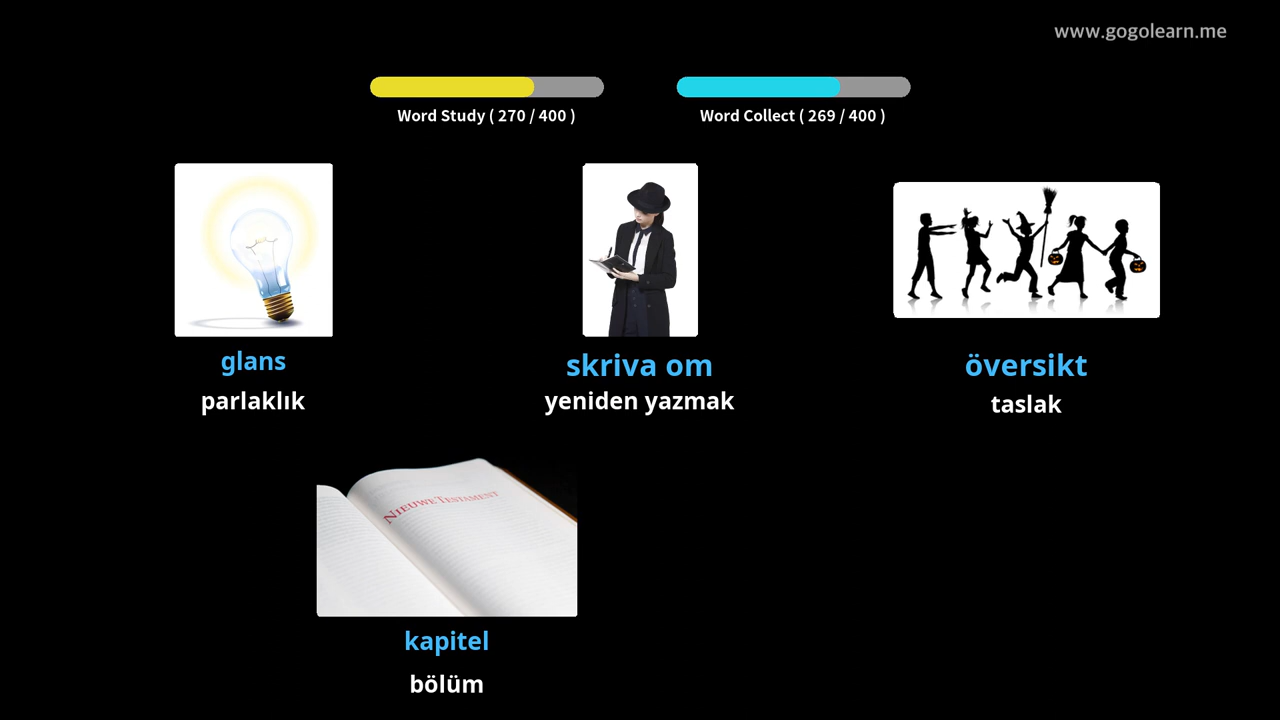 www.gogolearn.me
Word Study ( 270 / 400 )
Word Collect ( 269 / 400 )
glans
parlaklık
skriva om
yeniden yazmak
översikt
taslak
NIEUWE TESTAMENT
kapitel
bölüm